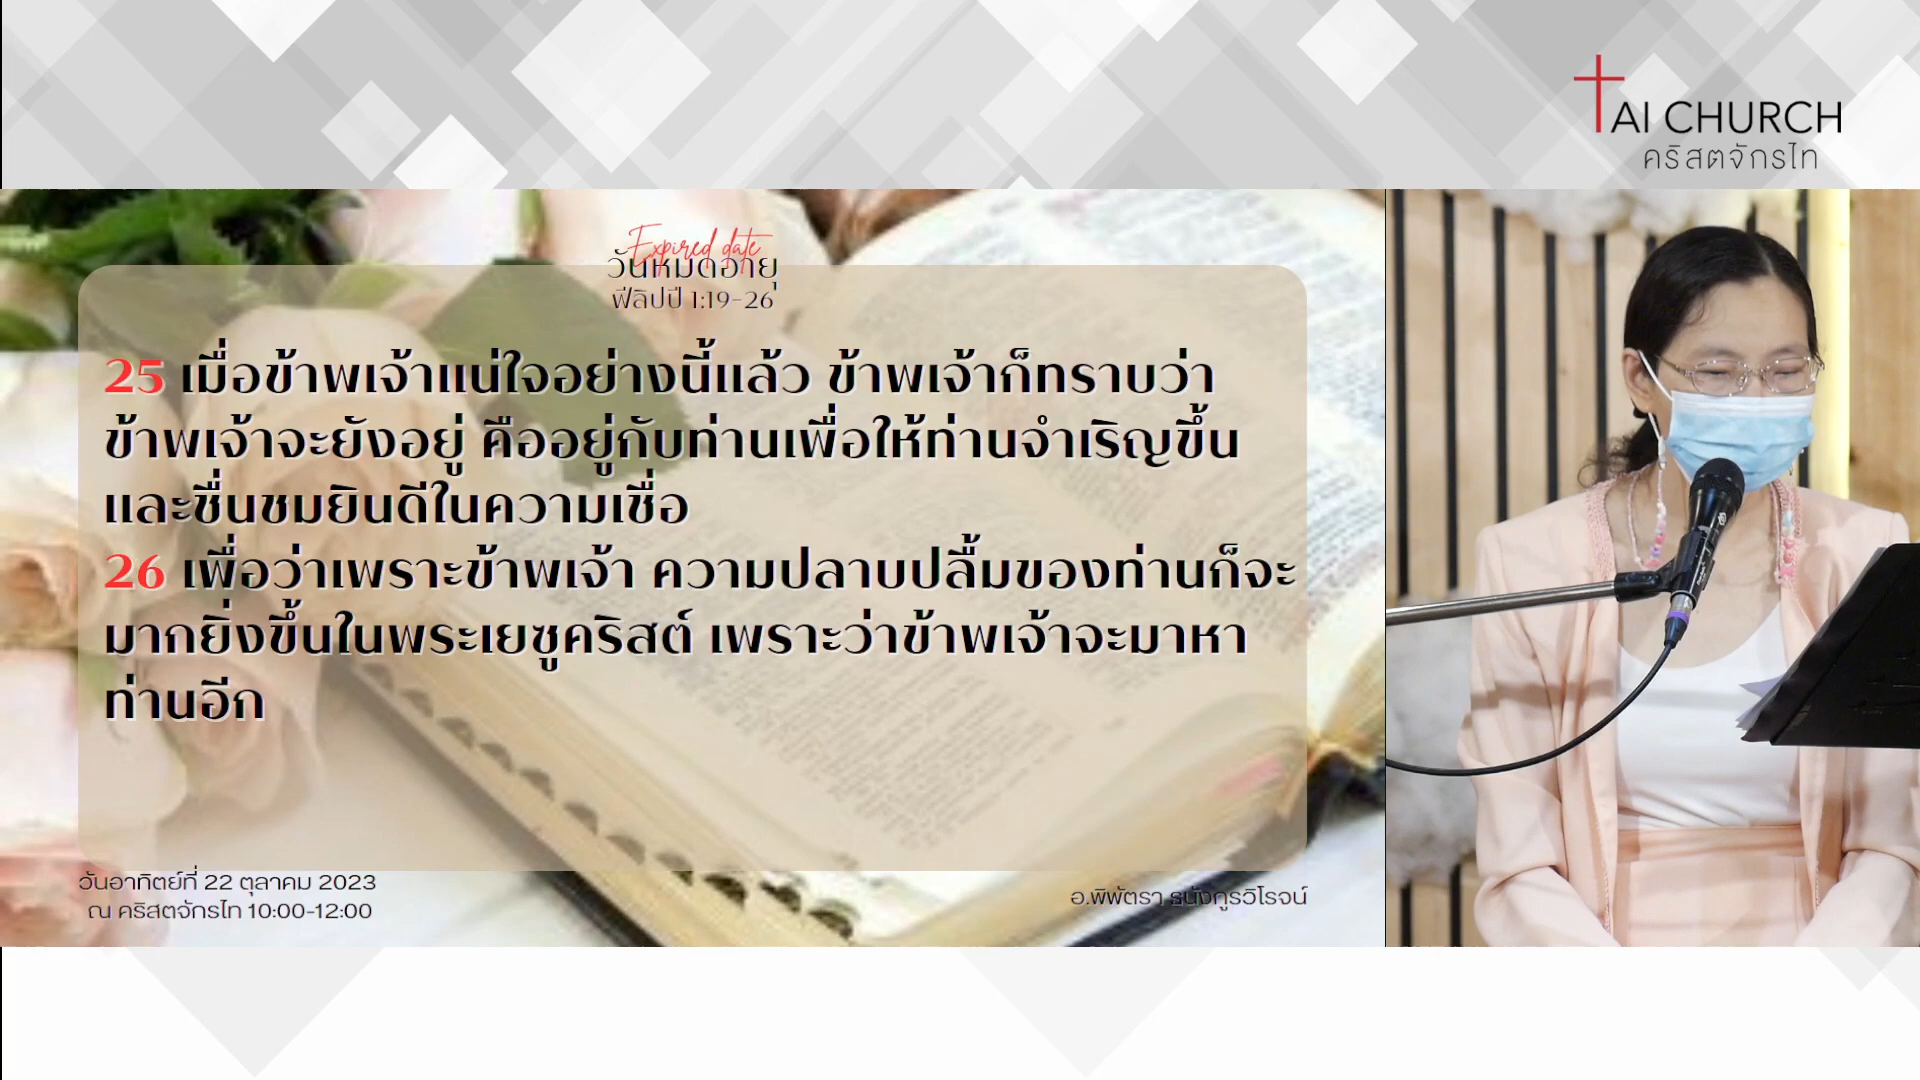 TAI CHURCH
คริสตจักรไท
Expired date
วันหมดอายุ
ฟีลิปปี 1:19-26
25 เมื่อข้าพเจ้าแน่ใจอย่างนี้แล้ว ข้าพเจ้าก็ทราบว่า
ข้าพเจ้าจะยังอยู่ คืออยู่กับท่านเพื่อให้ท่านจำเริญขึ้น
และชื่นชมยินดีในความเชื่อ
26 เพื่อว่าเพราะข้าพเจ้า ความปลาบปลื้มของท่านก็จะ
มากยิ่งขึ้นในพระเยซูคริสต์ เพราะว่าข้าพเจ้าจะมาหา
ท่านอีก
วันอาทิตย์ที่ 22 ตุลาคม 2023
ณ คริสตจักรไท 10:00-12:00
อ.พิพัตรา ธนังกูรวิโรจน์